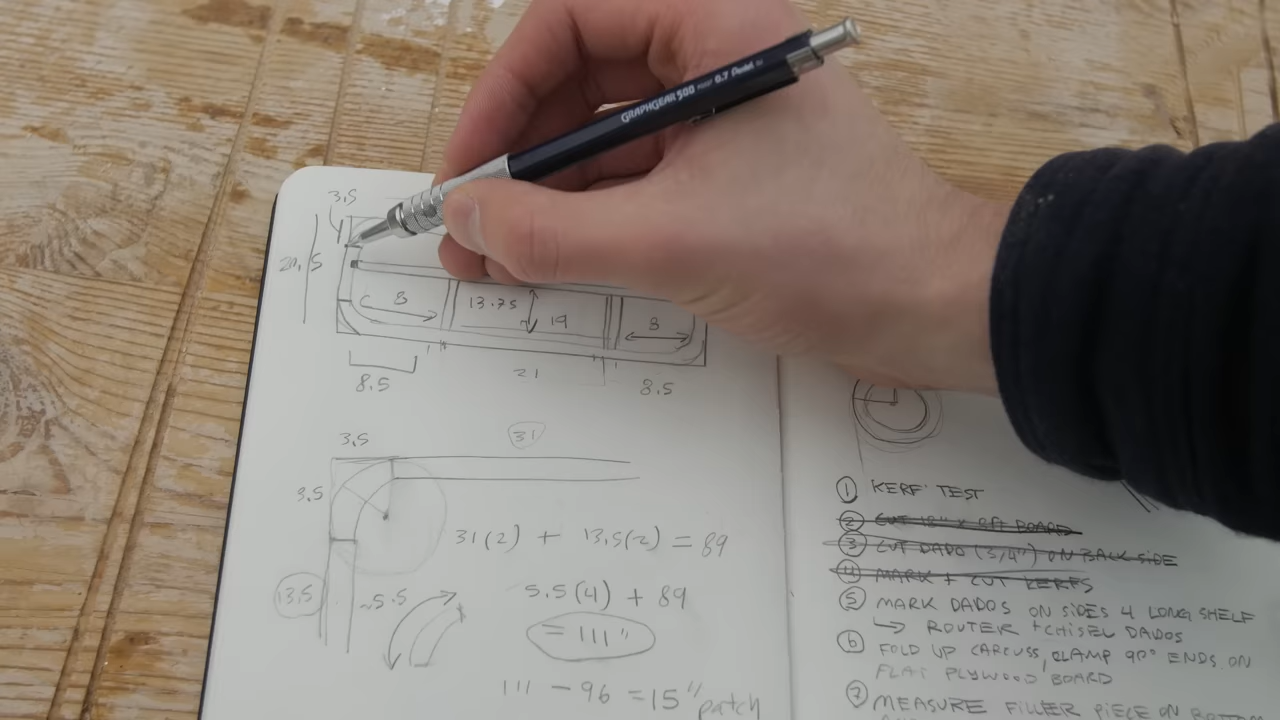 GRAPHGEAR 500 0.7 Pentel
3.5
20.5
8
13.75
19
8
8.5
21
8.5
3.5
31
3.5
31(2) + 13.5(2) = 89
13.5
~5.5
5.5(4) + 89
= 111"
111 - 96 = 15" patch
① KERF TEST
② CUT 12" x 8FT BOARD
③ CUT DADO (3/4") ON BACK SIDE
④ MARK + CUT KERFS
⑤ MARK DADOS ON SIDES 4 LONG SHELF
↳ ROUTER + CHISEL DADOS
⑥ FOLD UP CARCUSS, CLAMP 90° ENDS ON
FLAT PLYWOOD BOARD
⑦ MEASURE FILLER PIECE ON BOTTOM